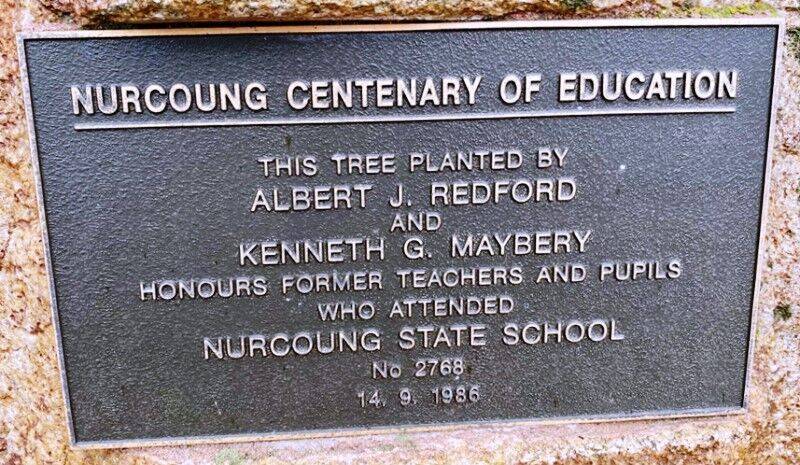 NURCOUNG CENTENARY OF EDUCATION
THIS TREE PLANTED BY
ALBERT J. REDFORD
AND
KENNETH G. MAYBERY
HONOURS FORMER TEACHERS AND PUPILS
WHO ATTENDED
NURCOUNG STATE SCHOOL
No 2768
14. 9. 1986